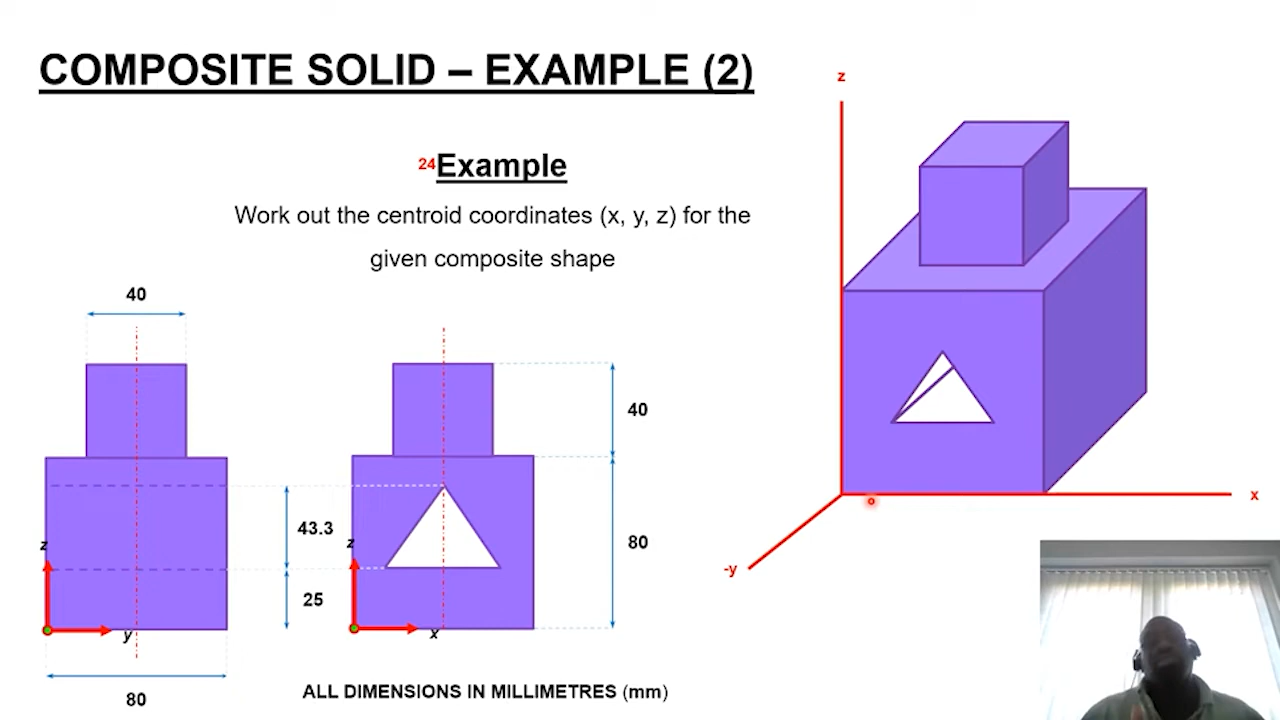 COMPOSITE SOLID – EXAMPLE (2)
24Example
Work out the centroid coordinates (x, y, z) for the
given composite shape
40
z
y
80
43.3
25
z
x
40
80
ALL DIMENSIONS IN MILLIMETRES (mm)
z
x
-y